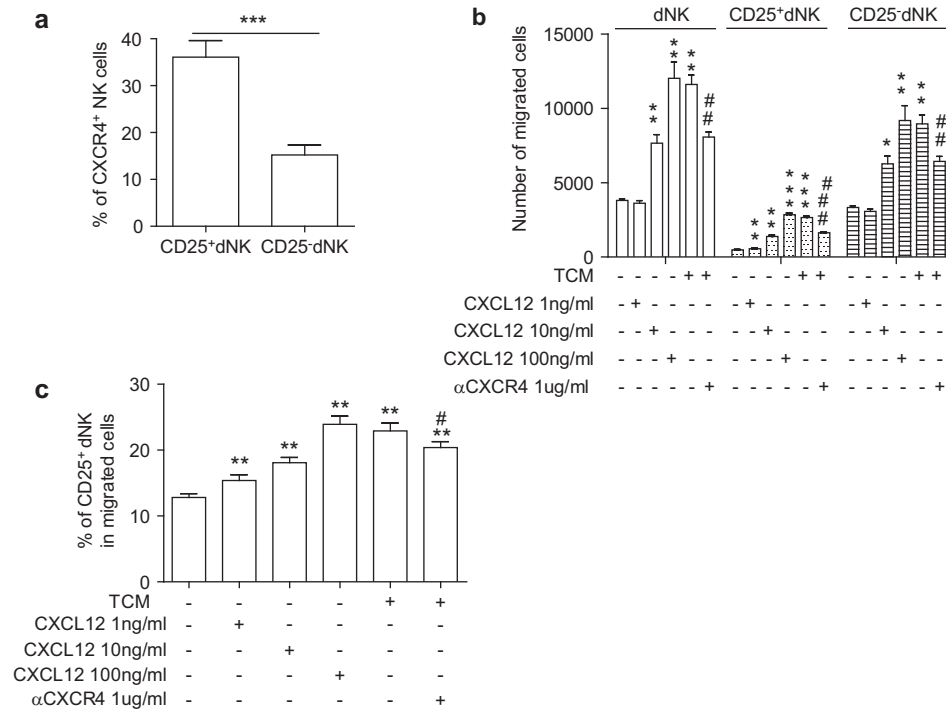 a
***
% of CXCR4+ NK cells
40
30
20
10
0
CD25+dNK CD25-dNK
b
dNK CD25+dNK CD25-dNK
Number of migrated cells
15000
10000
5000
0
** ** ** ## ** ** *** *** ### * ** ** ##
TCM - - - - + + - - - - + + - - - - + +
CXCL12 1ng/ml - + - - - - - + - - - - - + - - - -
CXCL12 10ng/ml - - + - - - - - + - - - - - + - - -
CXCL12 100ng/ml - - - + - - - - - + - - - - - + - -
αCXCR4 1ug/ml - - - - - + - - - - - + - - - - - +
c
% of CD25+ dNK
in migrated cells
30
20
10
0
** ** ** ** # **
TCM - - - - + +
CXCL12 1ng/ml - + - - - -
CXCL12 10ng/ml - - + - - -
CXCL12 100ng/ml - - - + - -
αCXCR4 1ug/ml - - - - - +